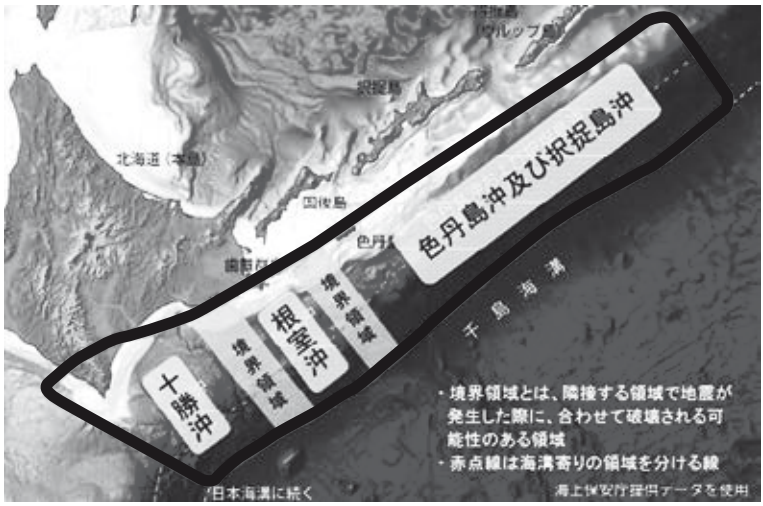 (ウルップ島)
択捉島
北海道(本島)
国後島
色丹
色丹島沖及び択捉島沖
境界領域
根室沖
境界領域
十勝沖
千島海溝
・境界領域とは、隣接する領域で地震が
発生した際に、合わせて破壊される可
能性のある領域
・赤点線は海溝寄りの領域を分ける線
海上保安庁提供データを使用
日本海溝に続く